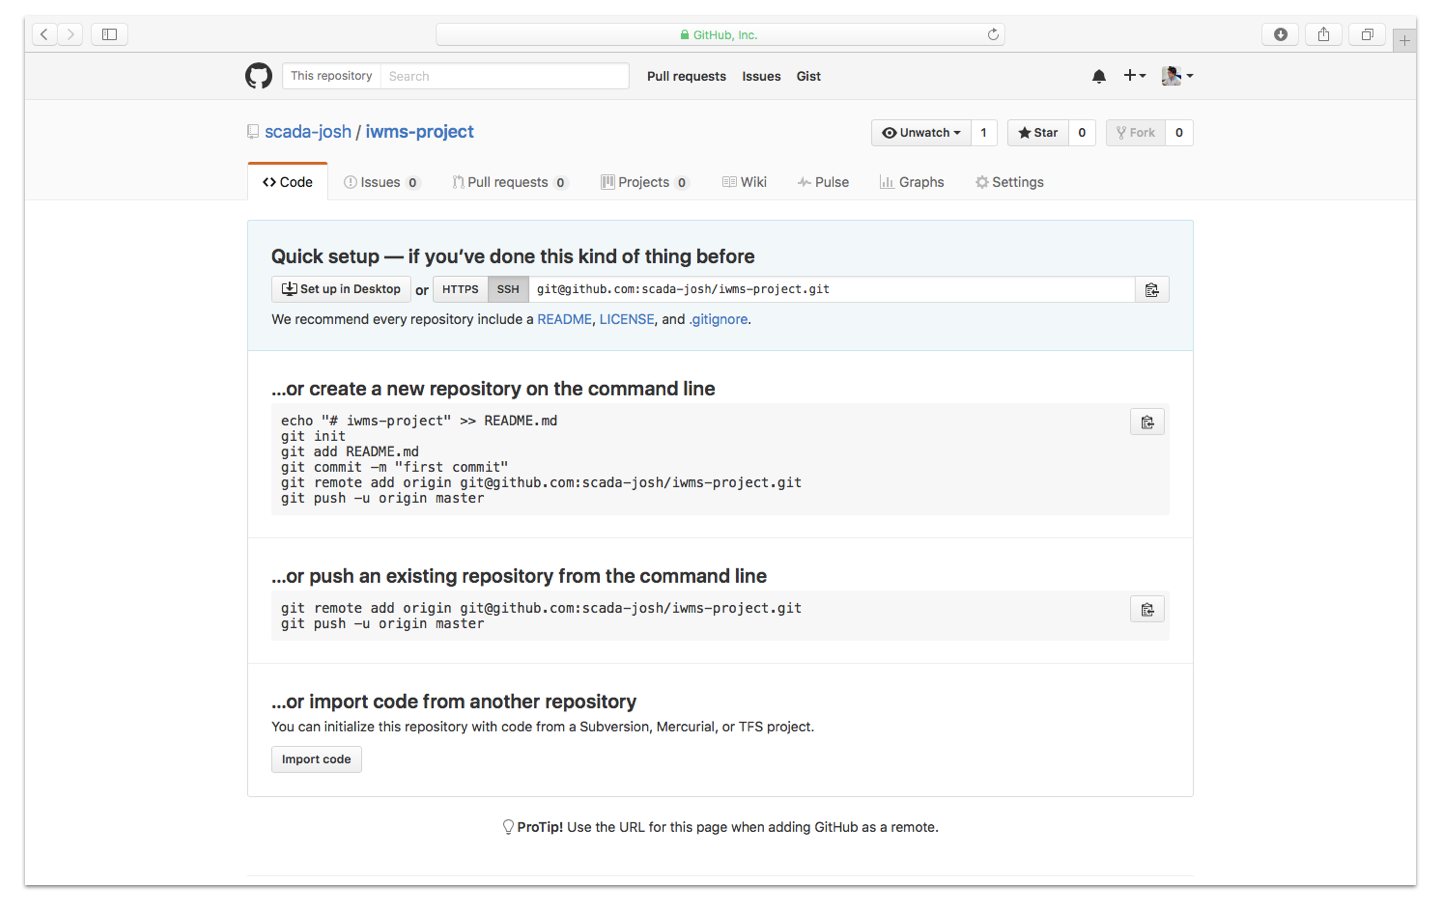 GitHub, Inc.
This repository Search Pull requests Issues Gist
scada-josh / iwms-project Unwatch 1 Star 0 Fork 0
Code Issues 0 Pull requests 0 Projects 0 Wiki Pulse Graphs Settings
Quick setup — if you’ve done this kind of thing before
Set up in Desktop or HTTPS SSH git@github.com:scada-josh/iwms-project.git
We recommend every repository include a README, LICENSE, and .gitignore.
…or create a new repository on the command line
echo "# iwms-project" >> README.md
git init
git add README.md
git commit -m "first commit"
git remote add origin git@github.com:scada-josh/iwms-project.git
git push -u origin master
…or push an existing repository from the command line
git remote add origin git@github.com:scada-josh/iwms-project.git
git push -u origin master
…or import code from another repository
You can initialize this repository with code from a Subversion, Mercurial, or TFS project.
Import code
ProTip! Use the URL for this page when adding GitHub as a remote.